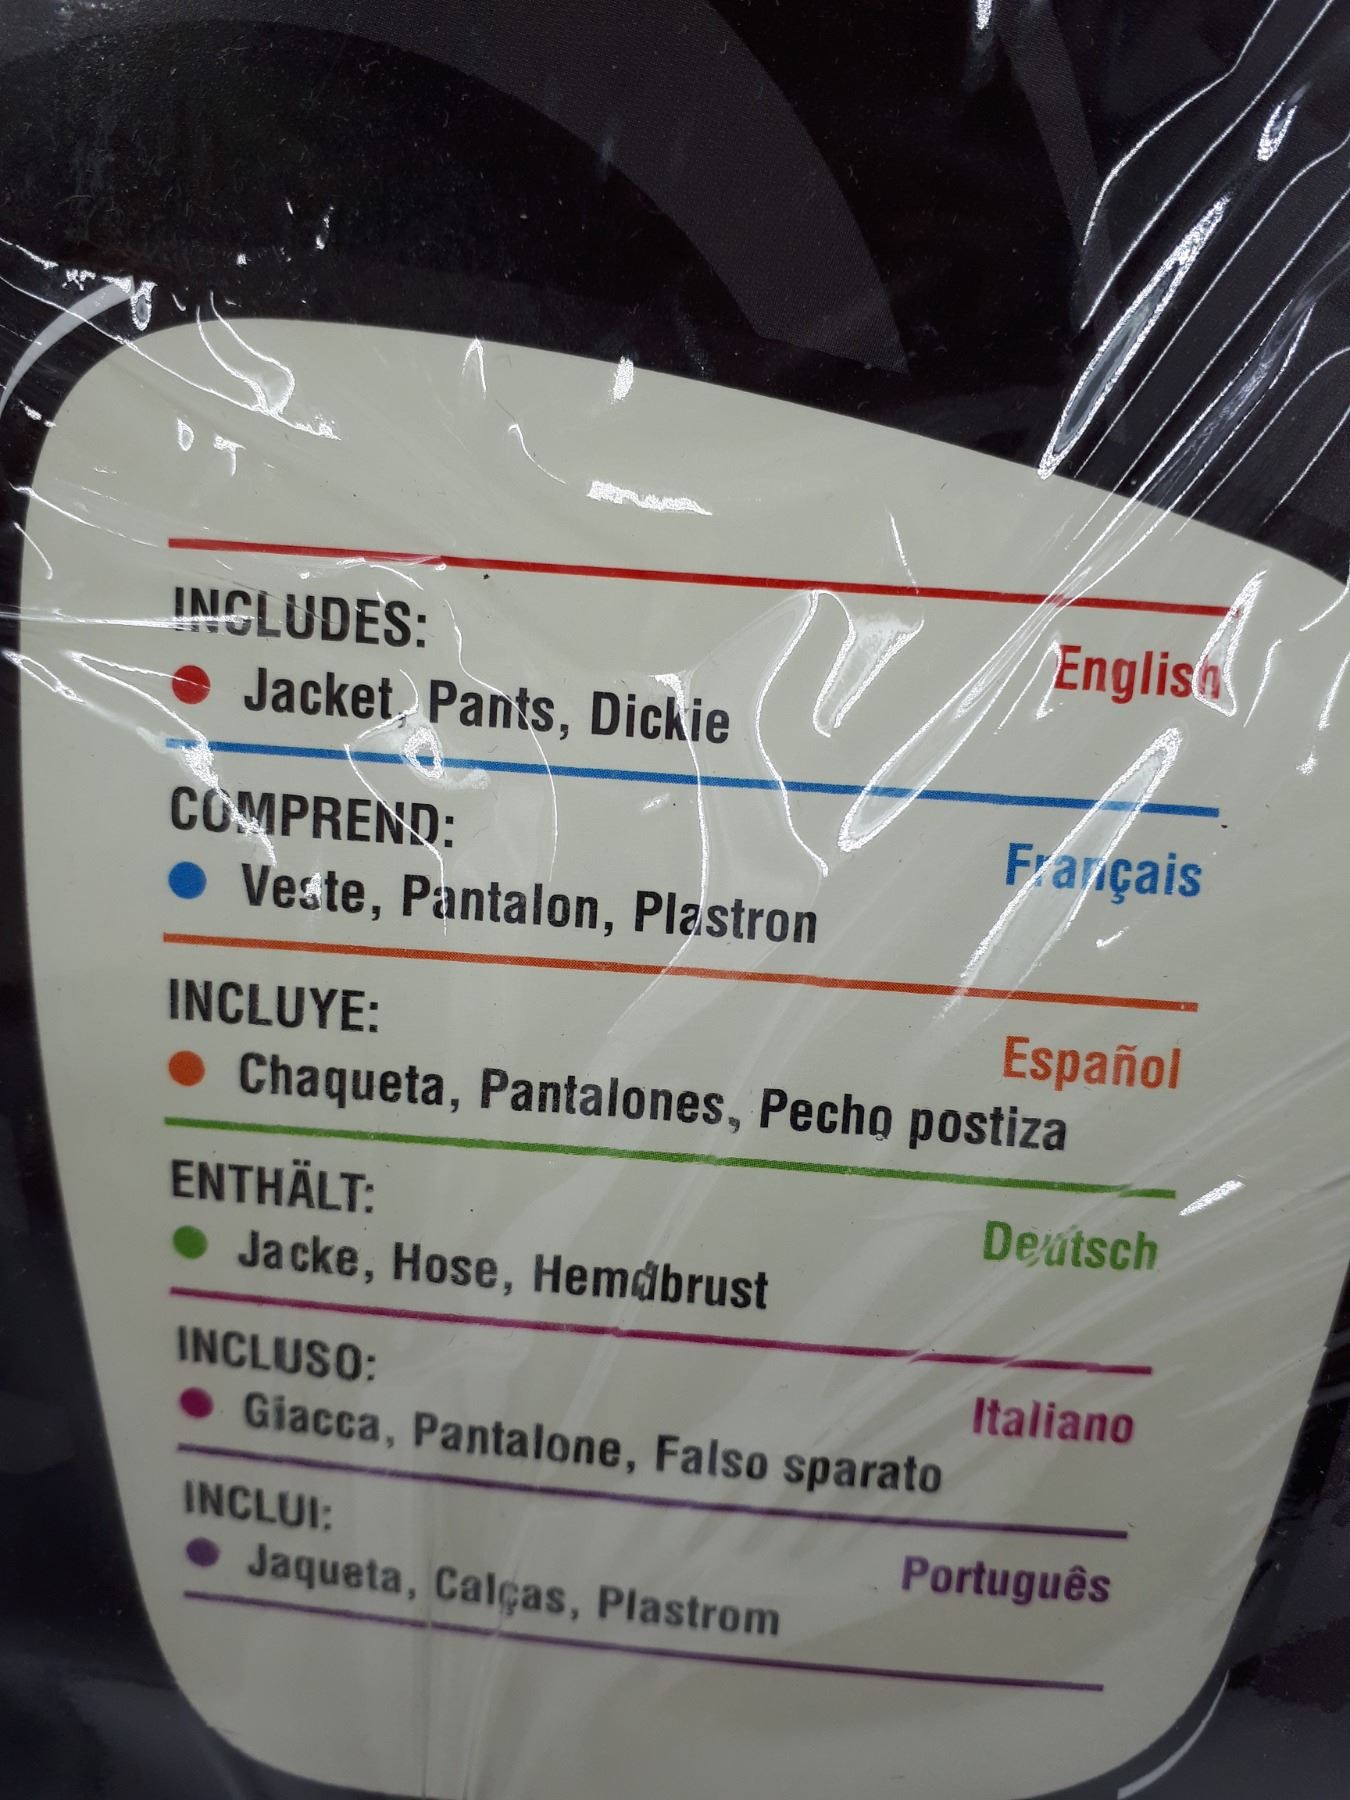 INCLUDES:
English
Jacket, Pants, Dickie
COMPREND:
Français
Veste, Pantalon, Plastron
INCLUYE:
Español
Chaqueta, Pantalones, Pecho postiza
ENTHÄLT:
Deutsch
Jacke, Hose, Hemdbrust
INCLUSO:
Italiano
Giacca, Pantalone, Falso sparato
INCLUI:
Português
Jaqueta, Calças, Plastrom